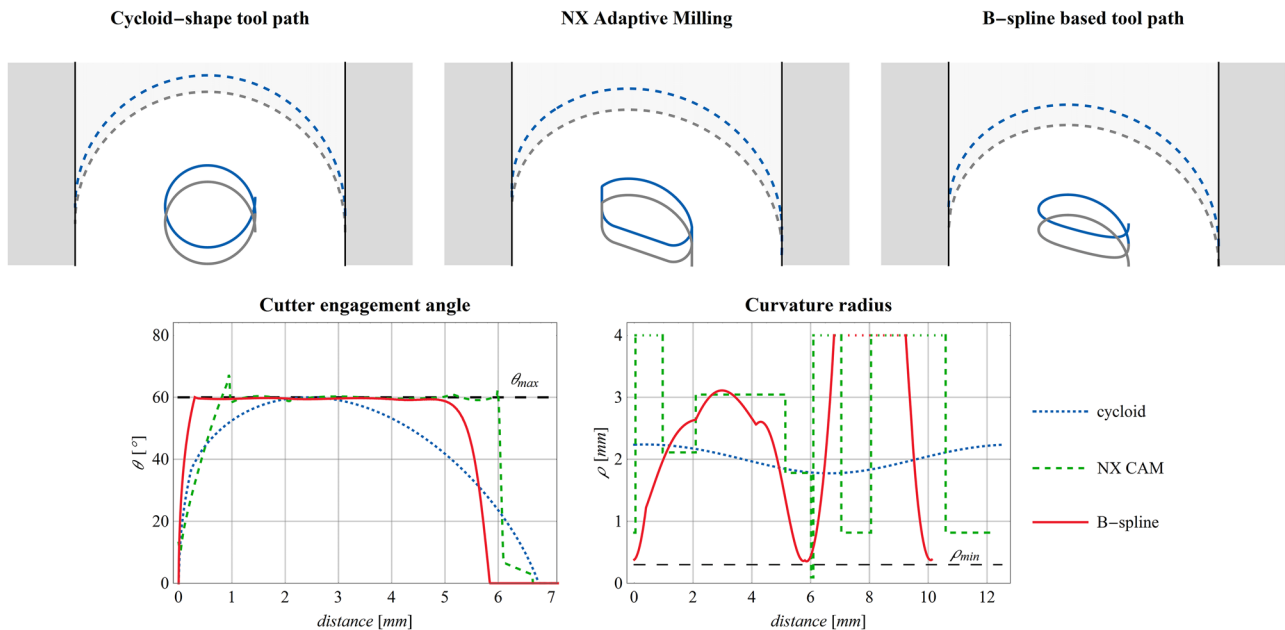 Cycloid−shape tool path
NX Adaptive Milling
B−spline based tool path
Cutter engagement angle
80
60
40
20
0
θ [°]
θmax
0 1 2 3 4 5 6 7
distance [mm]
Curvature radius
4
3
2
1
0
ρ [mm]
ρmin
0 2 4 6 8 10 12
distance [mm]
cycloid
NX CAM
B−spline